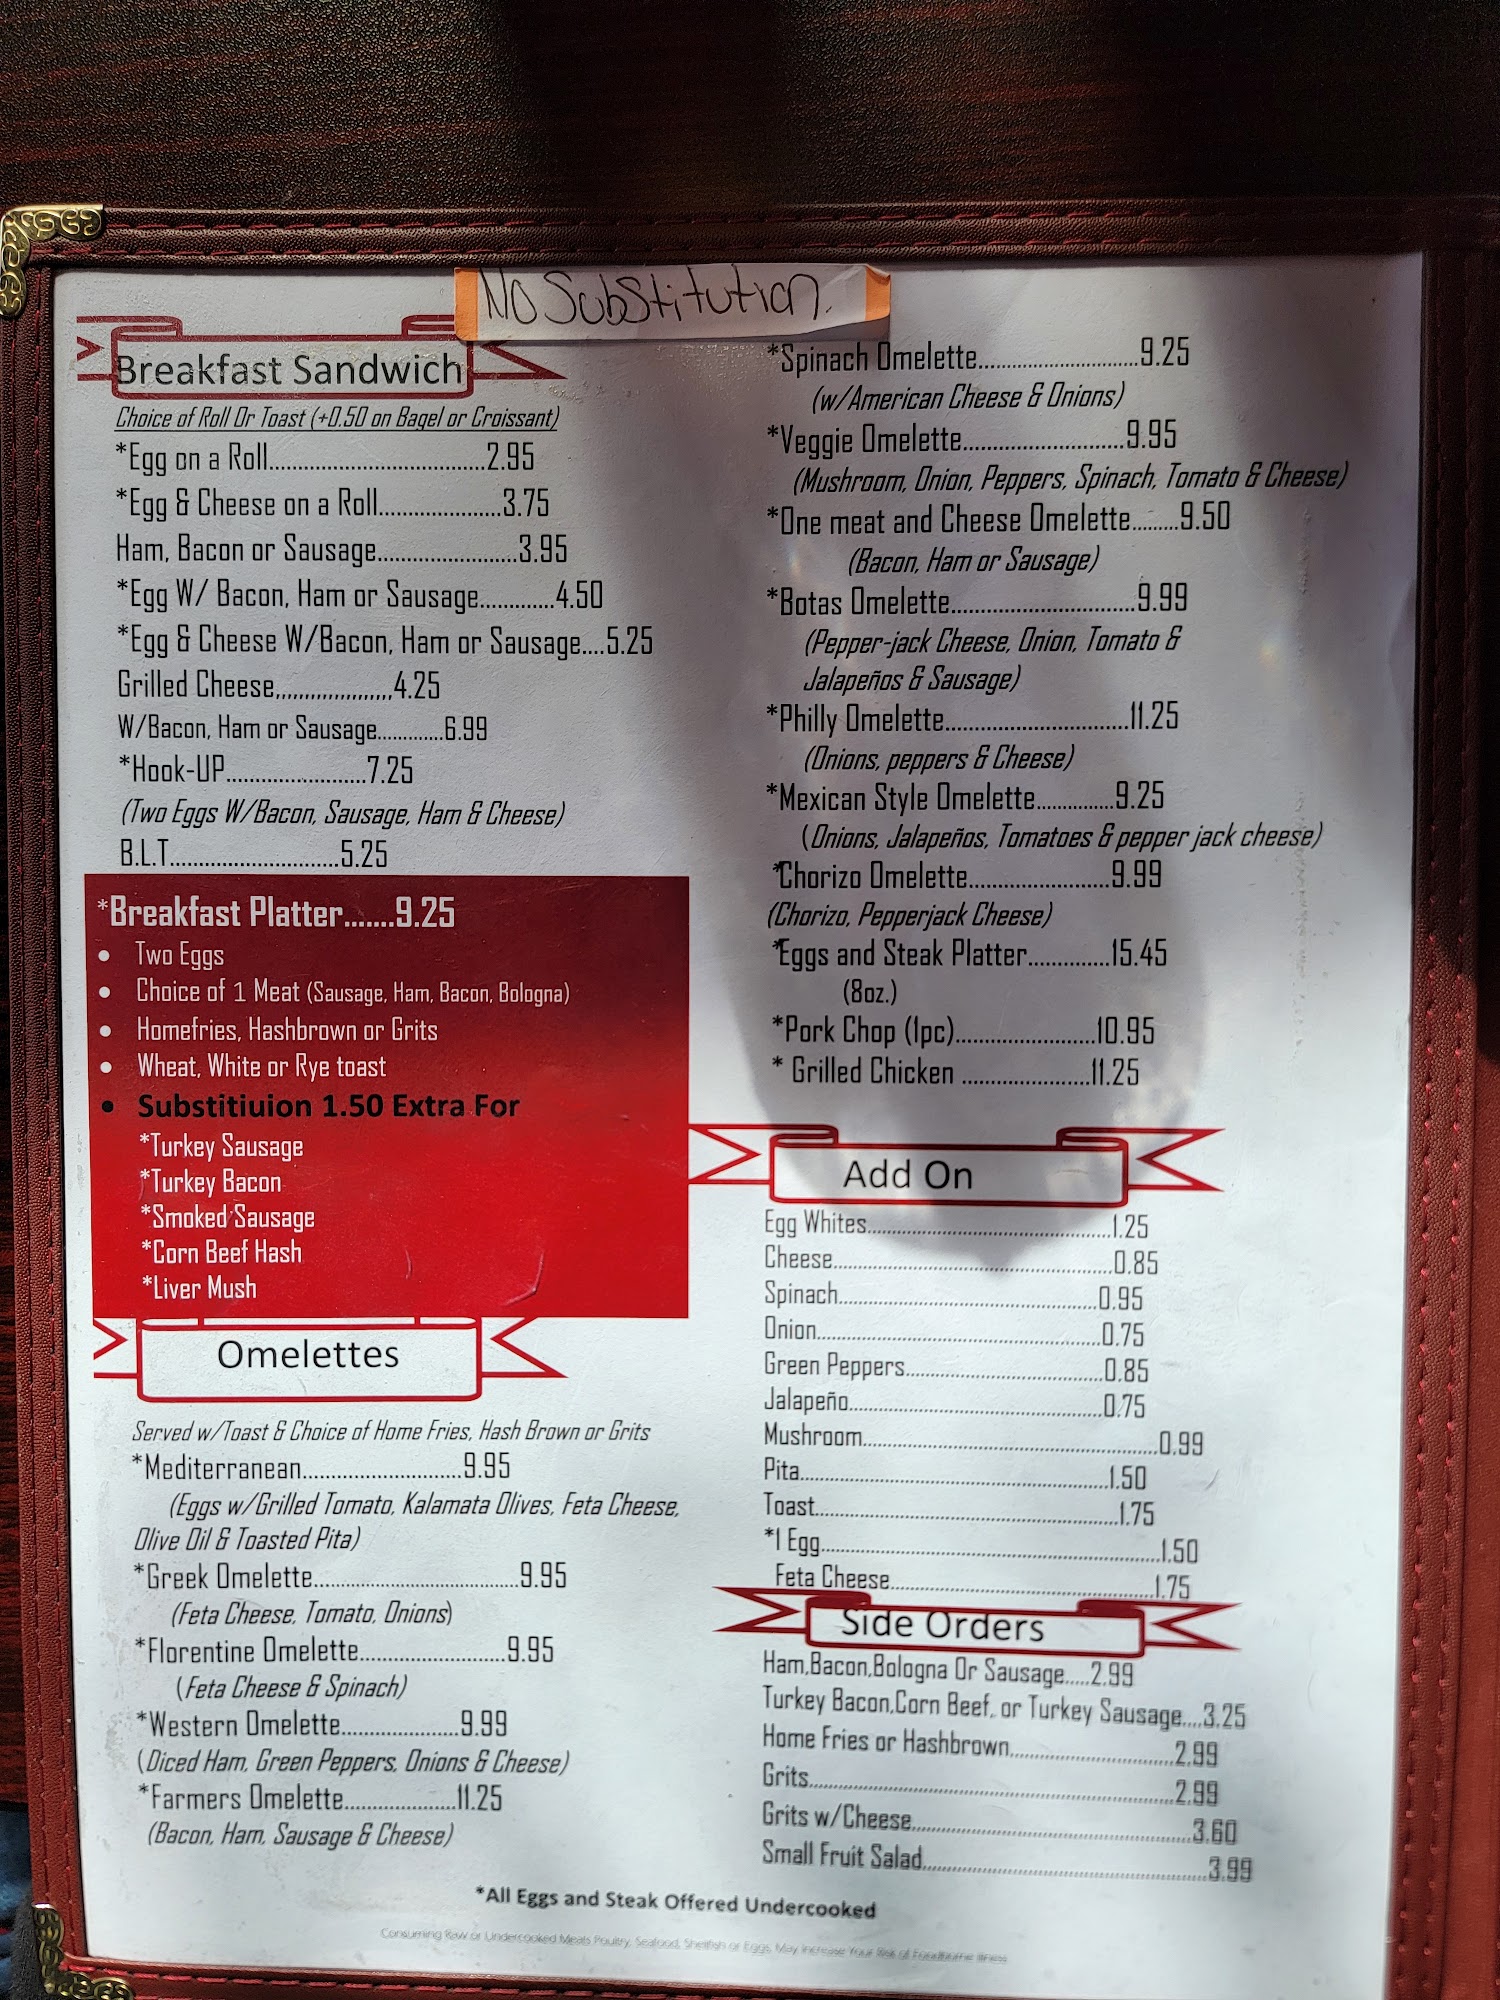 No Substitution.
Breakfast Sandwich
Choice of Roll Or Toast (+0.50 on Bagel or Croissant)
*Egg on a Roll......................................2.95
*Egg & Cheese on a Roll.....................3.75
Ham, Bacon or Sausage........................3.95
*Egg W/ Bacon, Ham or Sausage.............4.50
*Egg & Cheese W/Bacon, Ham or Sausage....5.25
Grilled Cheese,,,,,,,,,,,,,,,,,,,,,4.25
W/Bacon, Ham or Sausage.............6.99
*Hook-UP........................7.25
(Two Eggs W/Bacon, Sausage, Ham & Cheese)
B.L.T.............................5.25
*Breakfast Platter.......9.25
• Two Eggs
• Choice of 1 Meat (Sausage, Ham, Bacon, Bologna)
• Homefries, Hashbrown or Grits
• Wheat, White or Rye toast
• Substitiuion 1.50 Extra For
*Turkey Sausage
*Turkey Bacon
*Smoked Sausage
*Corn Beef Hash
*Liver Mush
Omelettes
Served w/Toast & Choice of Home Fries, Hash Brown or Grits
*Mediterranean............................9.95
(Eggs w/Grilled Tomato, Kalamata Olives, Feta Cheese,
Olive Oil & Toasted Pita)
*Greek Omelette....................................9.95
(Feta Cheese, Tomato, Onions)
*Florentine Omelette..........................9.95
(Feta Cheese & Spinach)
*Western Omelette.....................9.99
(Diced Ham, Green Peppers, Onions & Cheese)
*Farmers Omelette....................11.25
(Bacon, Ham, Sausage & Cheese)
*Spinach Omelette............................9.25
(w/American Cheese & Onions)
*Veggie Omelette............................9.95
(Mushroom, Onion, Peppers, Spinach, Tomato & Cheese)
*One meat and Cheese Omelette.........9.50
(Bacon, Ham or Sausage)
*Botas Omelette................................9.99
(Pepper-jack Cheese, Onion, Tomato &
Jalapeños & Sausage)
*Philly Omelette................................11.25
(Onions, peppers & Cheese)
*Mexican Style Omelette..............9.25
(Onions, Jalapeños, Tomatoes & pepper jack cheese)
*Chorizo Omelette.........................9.99
(Chorizo, Pepperjack Cheese)
*Eggs and Steak Platter..............15.45
(8oz.)
*Pork Chop (1pc)........................10.95
* Grilled Chicken ......................11.25
Add On
Egg Whites..........................................1.25
Cheese................................................0.85
Spinach..............................................0.95
Onion..................................................0.75
Green Peppers...................................0.85
Jalapeño............................................0.75
Mushroom..................................................0.99
Pita.....................................................1.50
Toast.....................................................1.75
*1 Egg..........................................................1.50
Feta Cheese.............................................1.75
Side Orders
Ham,Bacon,Bologna Or Sausage.....2.99
Turkey Bacon,Corn Beef, or Turkey Sausage....3.25
Home Fries or Hashbrown............................2.99
Grits...............................................................2.99
Grits w/Cheese................................................3.60
Small Fruit Salad.................................................3.99
*All Eggs and Steak Offered Undercooked
Consuming Raw or Undercooked Meats Poultry, Seafood, Shellfish or Eggs, May Increase Your Risk of Foodborne Illness